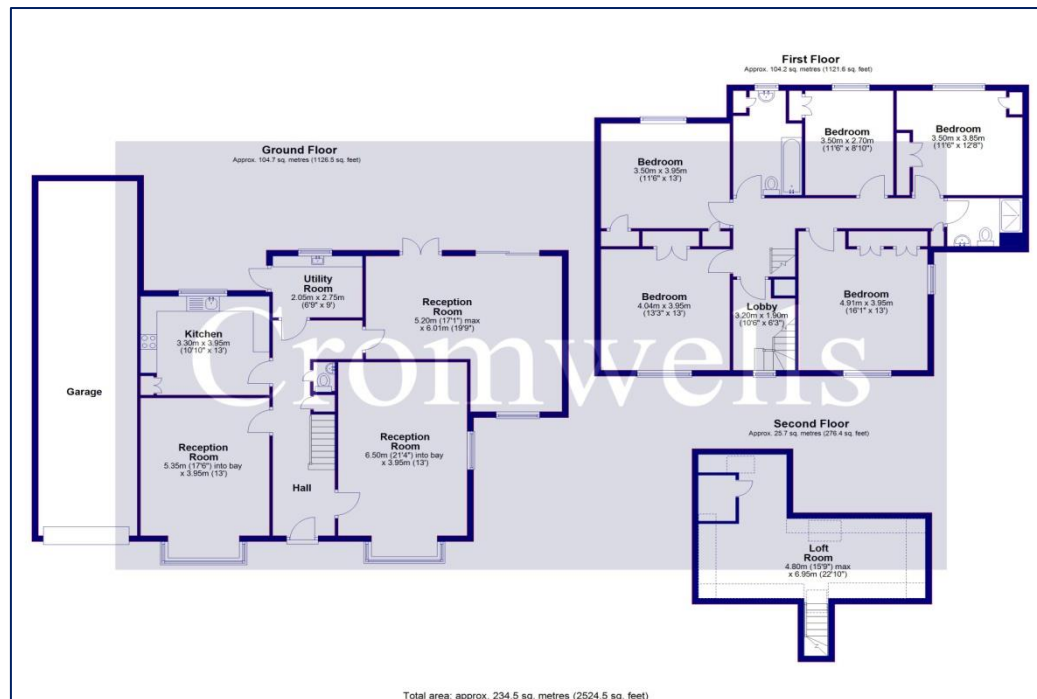 Ground Floor
Approx. 104.7 sq. metres (1126.5 sq. feet)
Garage
Kitchen
3.30m x 3.95m
(10'10" x 13')
Utility
Room
2.05m x 2.75m
(6'9" x 9')
Reception
Room
5.20m (17'1") max
x 6.01m (19'9")
Reception
Room
5.35m (17'6") into bay
x 3.95m (13')
Hall
Reception
Room
6.50m (21'4") into bay
x 3.95m (13')
First Floor
Approx. 104.2 sq. metres (1121.6 sq. feet)
Bedroom
3.50m x 3.95m
(11'6" x 13')
Bedroom
3.50m x 2.70m
(11'6" x 8'10")
Bedroom
3.50m x 3.85m
(11'6" x 12'8")
Bedroom
4.04m x 3.95m
(13'3" x 13')
Lobby
3.20m x 1.90m
(10'6" x 6'3")
Bedroom
4.91m x 3.95m
(16'1" x 13')
Cromwells
Second Floor
Approx. 25.7 sq. metres (276.4 sq. feet)
Loft
Room
4.80m (15'9") max
x 6.95m (22'10")
Total area: approx. 234.5 sq. metres (2524.5 sq. feet)